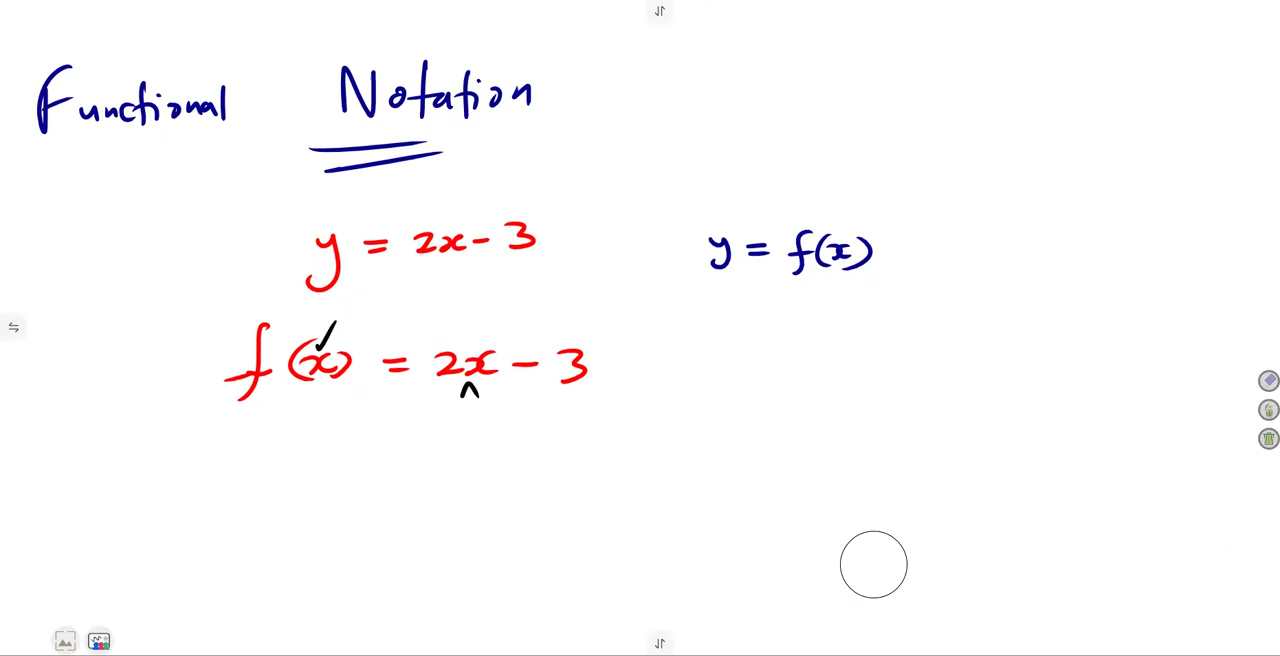 Functional Notation
y = 2x - 3
y = f(x)
f(x) = 2x - 3